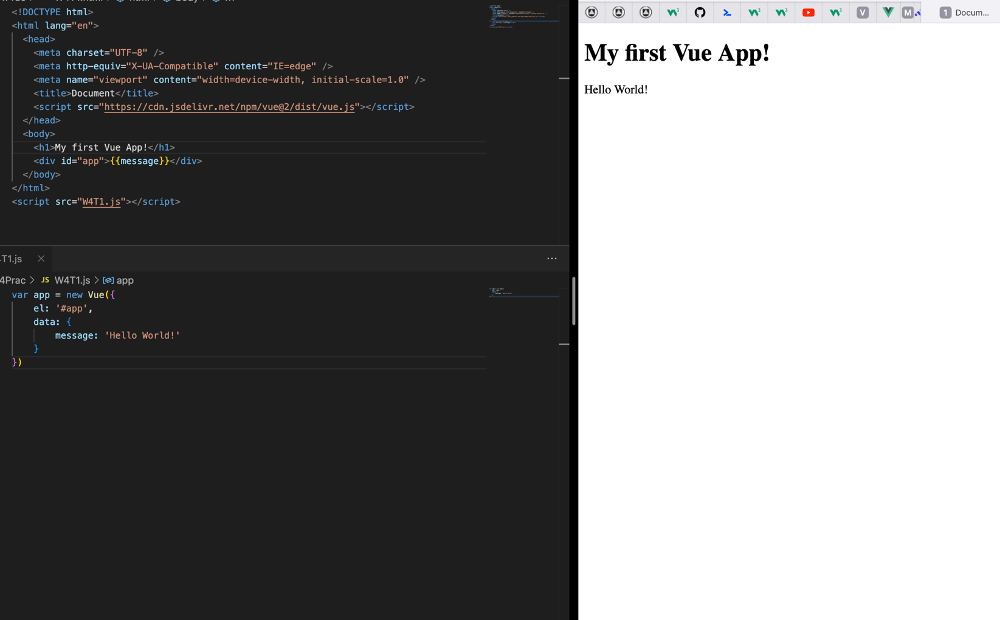 <!DOCTYPE html>
<html lang="en">
<head>
<meta charset="UTF-8" />
<meta http-equiv="X-UA-Compatible" content="IE=edge" />
<meta name="viewport" content="width=device-width, initial-scale=1.0" />
<title>Document</title>
<script src="https://cdn.jsdelivr.net/npm/vue@2/dist/vue.js"></script>
</head>
<body>
<h1>My first Vue App!</h1>
<div id="app">{{message}}</div>
</body>
</html>
<script src="W4T1.js"></script>
4T1.js
4Prac > JS W4T1.js > app
var app = new Vue({
el: '#app',
data: {
message: 'Hello World!'
}
})
V M 1 Docum...
My first Vue App!
Hello World!